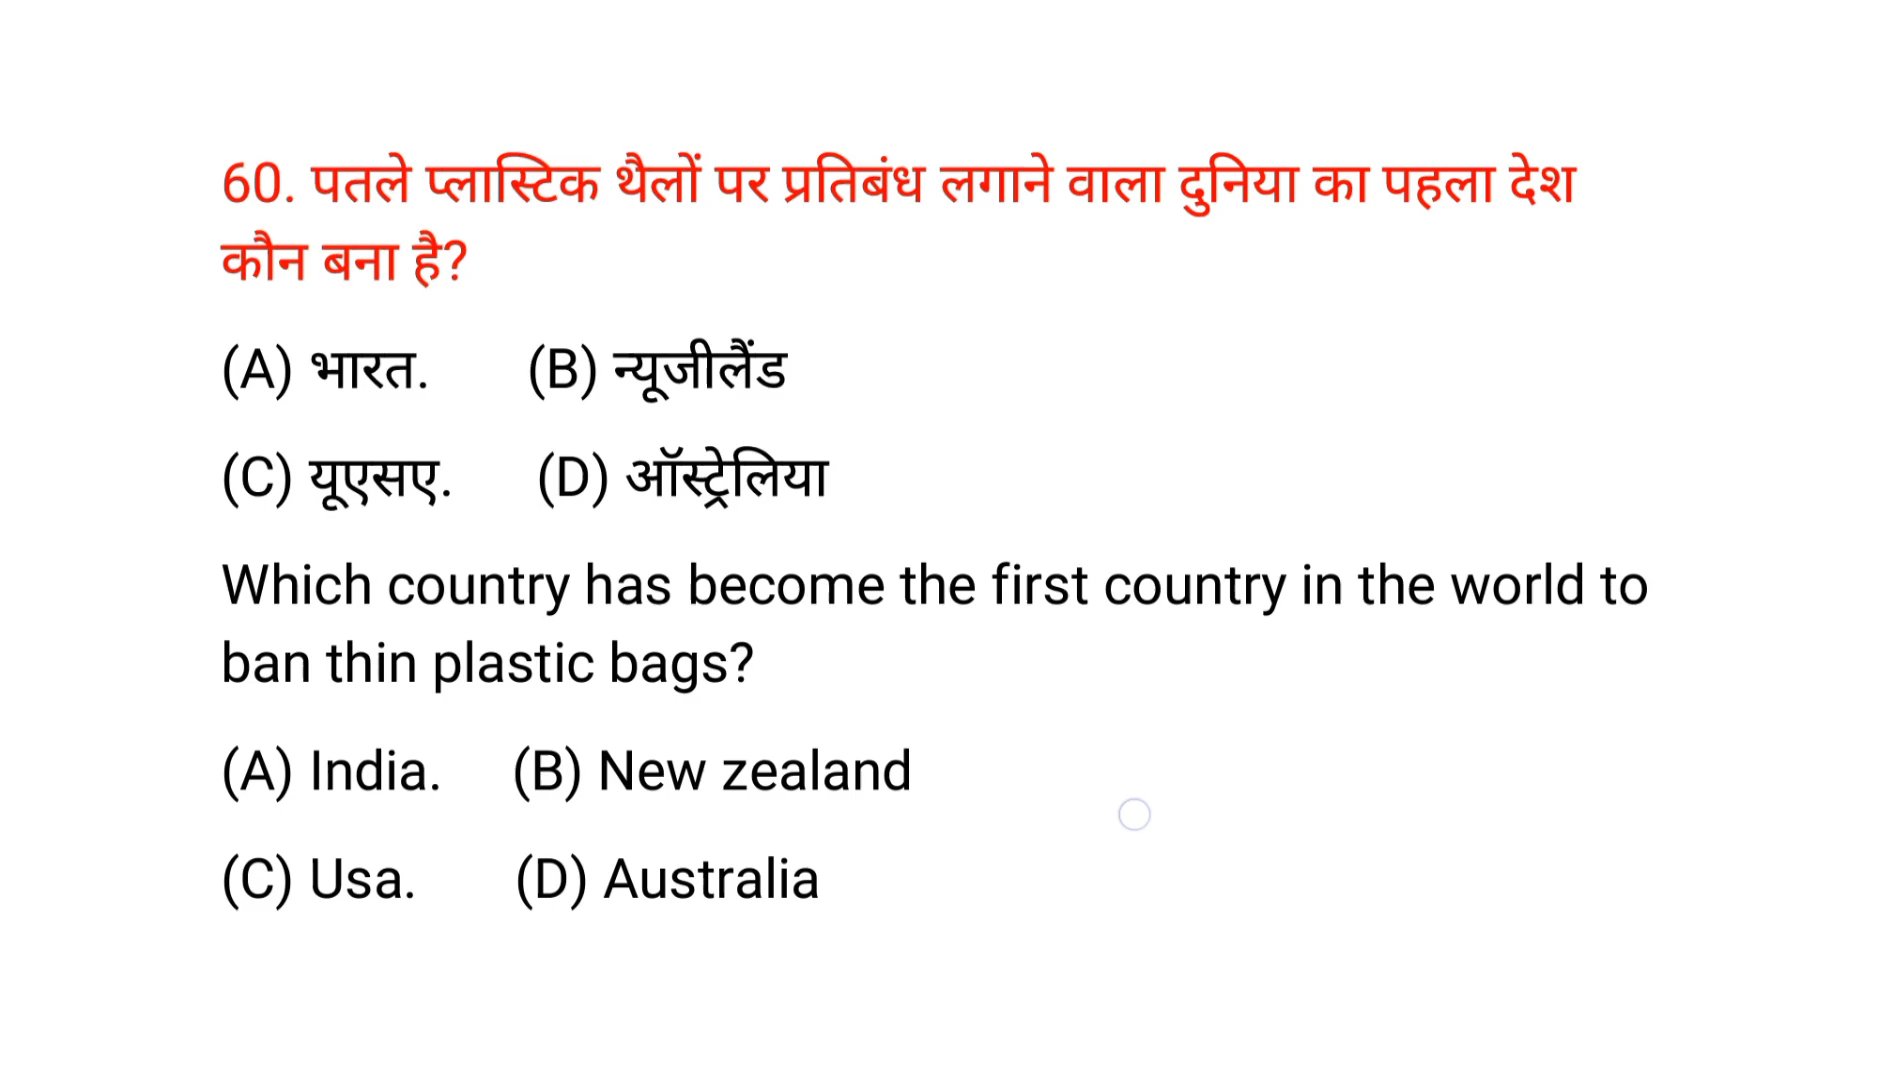 60. पतले प्लास्टिक थैलों पर प्रतिबंध लगाने वाला दुनिया का पहला देश
कौन बना है?
(A) भारत. (B) न्यूजीलैंड
(C) यूएसए. (D) ऑस्ट्रेलिया
Which country has become the first country in the world to
ban thin plastic bags?
(A) India. (B) New zealand
(C) Usa. (D) Australia